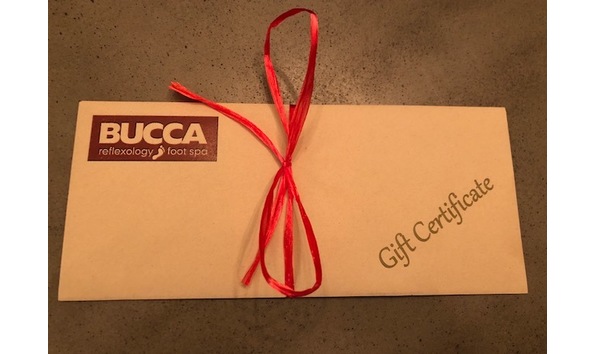 BUCCA
reflexology foot spa
Gift Certificate